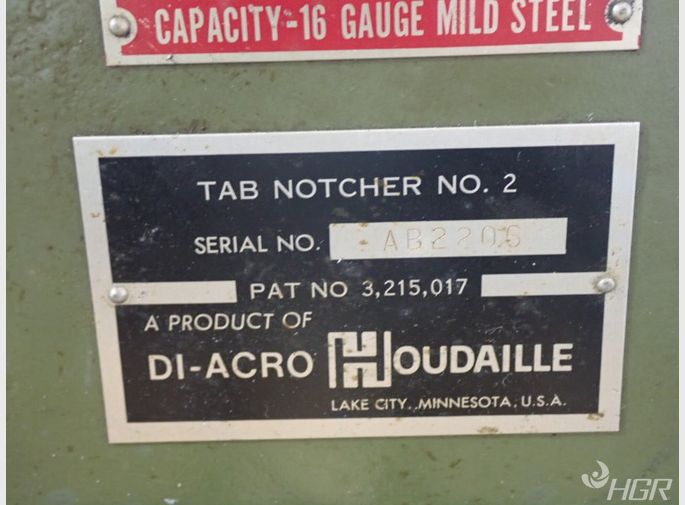 CAPACITY-16 GAUGE MILD STEEL
TAB NOTCHER NO. 2
SERIAL NO. AB2206
PAT NO 3,215,017
A PRODUCT OF
DI-ACRO HOUDAILLE
LAKE CITY, MINNESOTA, U.S.A.
HGR